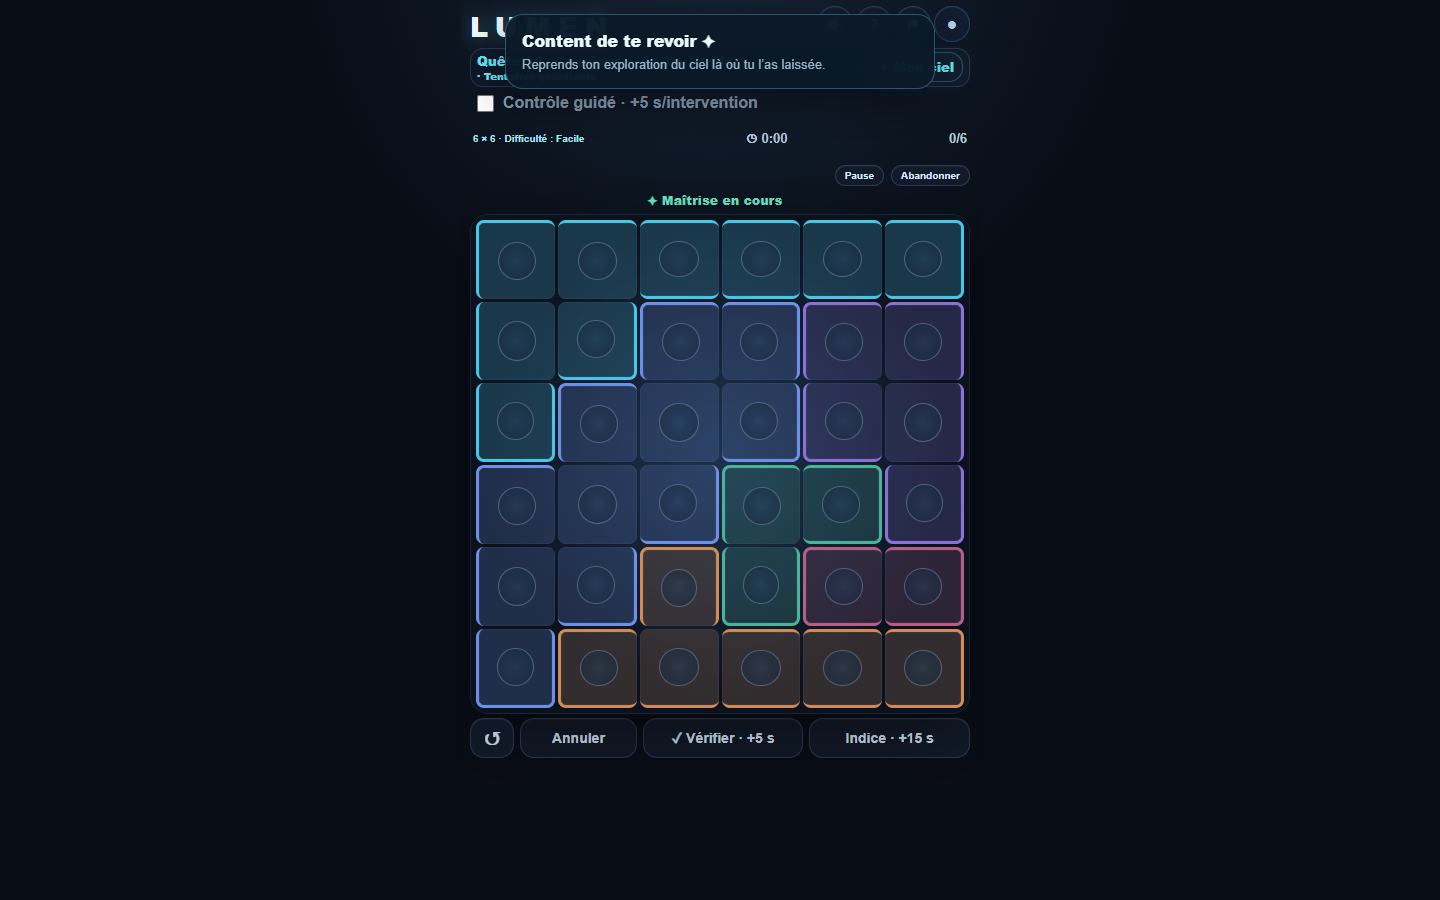 Content de te revoir ✦
Reprends ton exploration du ciel là où tu l'as laissée.
Contrôle guidé · +5 s/intervention
6 × 6 · Difficulté : Facile
◷ 0:00
0/6
Pause
Abandonner
✦ Maîtrise en cours
↺
Annuler
✓ Vérifier · +5 s
Indice · +15 s